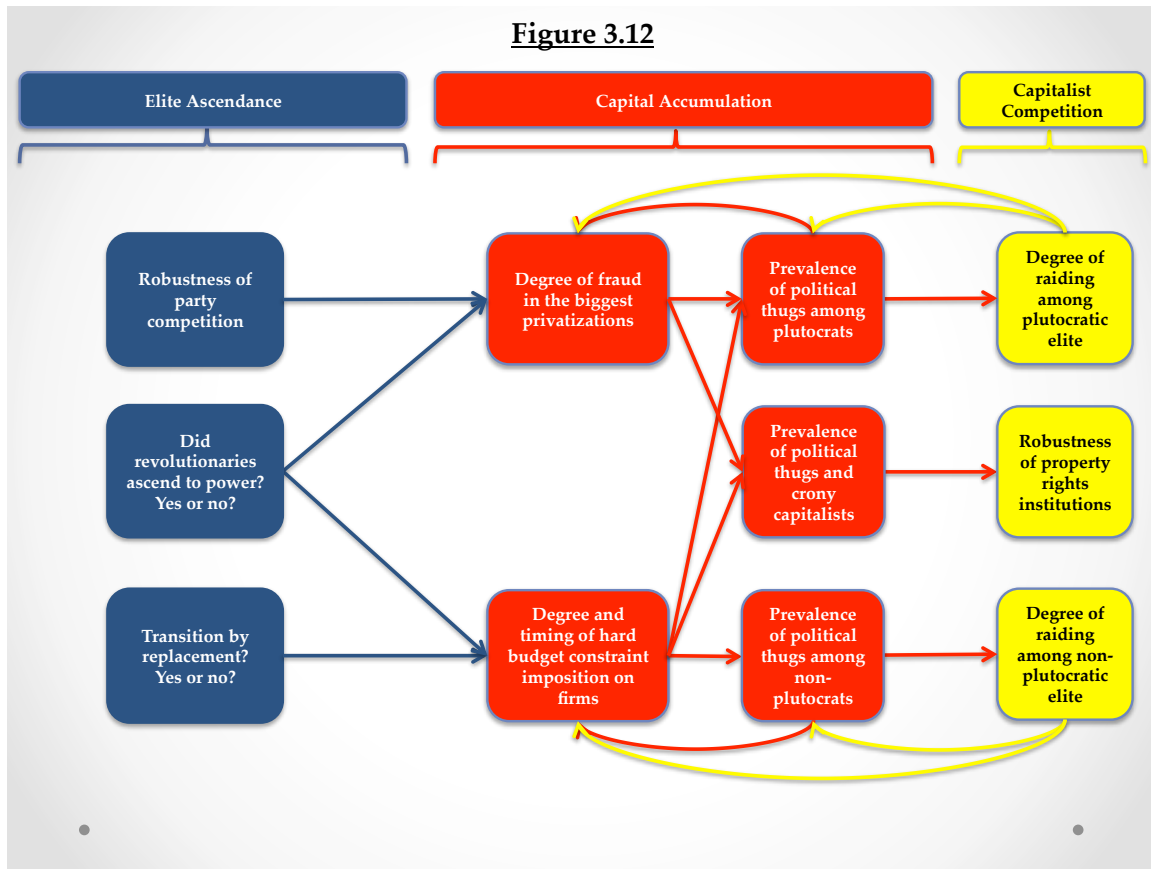 Figure 3.12
Elite Ascendance
Capital Accumulation
Capitalist
Competition
Robustness of
party
competition
Degree of fraud
in the biggest
privatizations
Prevalence
of political
thugs among
plutocrats
Degree of
raiding
among
plutocratic
elite
Did
revolutionaries
ascend to power?
Yes or no?
Prevalence
of political
thugs and
crony
capitalists
Robustness
of property
rights
institutions
Transition by
replacement?
Yes or no?
Degree and
timing of hard
budget constraint
imposition on
firms
Prevalence
of political
thugs among
non-
plutocrats
Degree of
raiding
among non-
plutocratic
elite